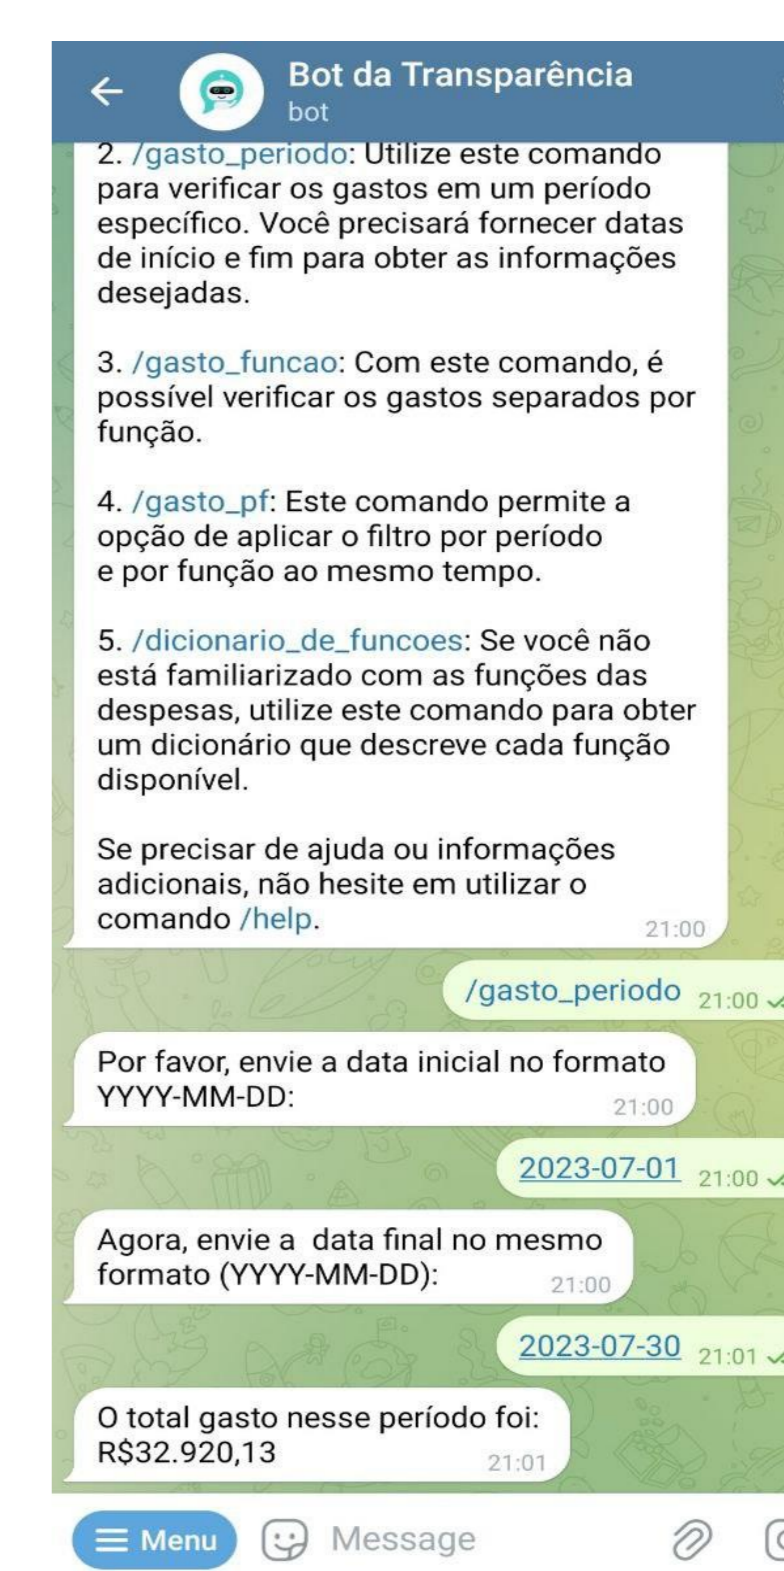 Bot da Transparência
bot
2. /gasto_periodo: Utilize este comando
para verificar os gastos em um período
específico. Você precisará fornecer datas
de início e fim para obter as informações
desejadas.
3. /gasto_funcao: Com este comando, é
possível verificar os gastos separados por
função.
4. /gasto_pf: Este comando permite a
opção de aplicar o filtro por período
e por função ao mesmo tempo.
5. /dicionario_de_funcoes: Se você não
está familiarizado com as funções das
despesas, utilize este comando para obter
um dicionário que descreve cada função
disponível.
Se precisar de ajuda ou informações
adicionais, não hesite em utilizar o
comando /help. 21:00
/gasto_periodo 21:00
Por favor, envie a data inicial no formato
YYYY-MM-DD: 21:00
2023-07-01 21:00
Agora, envie a  data final no mesmo
formato (YYYY-MM-DD): 21:00
2023-07-30 21:01
O total gasto nesse período foi:
R$32.920,13 21:01
Menu Message